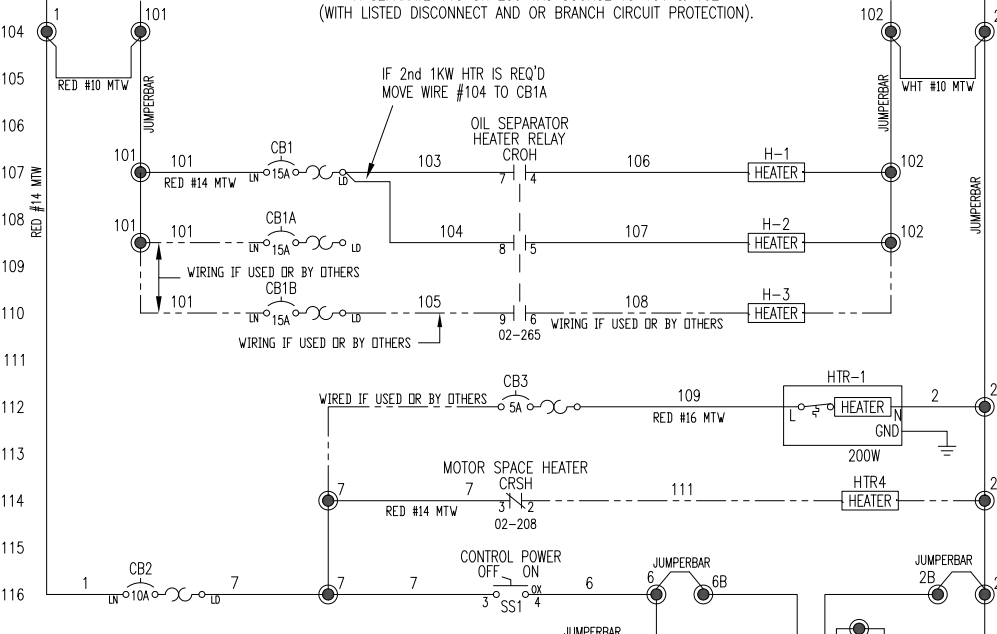 (WITH LISTED DISCONNECT AND OR BRANCH CIRCUIT PROTECTION).
104 1 101 102 2
105 RED #10 MTW JUMPERBAR IF 2nd 1KW HTR IS REQ'D JUMPERBAR WHT #10 MTW
MOVE WIRE #104 TO CB1A
106 OIL SEPARATOR
HEATER RELAY
101 CB1 CROH H-1
107 101 15A 103 106 HEATER 102
RED #14 MTW LN LD 7 4
RED #14 MTW
JUMPERBAR
108 CB1A H-2
101 101 15A 104 107 HEATER 102
LN LD 8 5
109 WIRING IF USED OR BY OTHERS
CB1B H-3
110 101 15A 105 108 HEATER
LN LD 9 6 WIRING IF USED OR BY OTHERS
02-265
WIRING IF USED OR BY OTHERS
111
CB3 HTR-1
112 WIRED IF USED OR BY OTHERS 5A 109 HEATER 2 2
RED #16 MTW L N
GND
113 200W
MOTOR SPACE HEATER
CRSH HTR4
114 7 7 111 HEATER 2
RED #14 MTW 3 2
02-208
115
CONTROL POWER JUMPERBAR JUMPERBAR
OFF ON
116 1 CB2 7 7 7 OX 6 6 6B 2B 2
LN 10A LD 3 4
SS1
JUMPERBAR